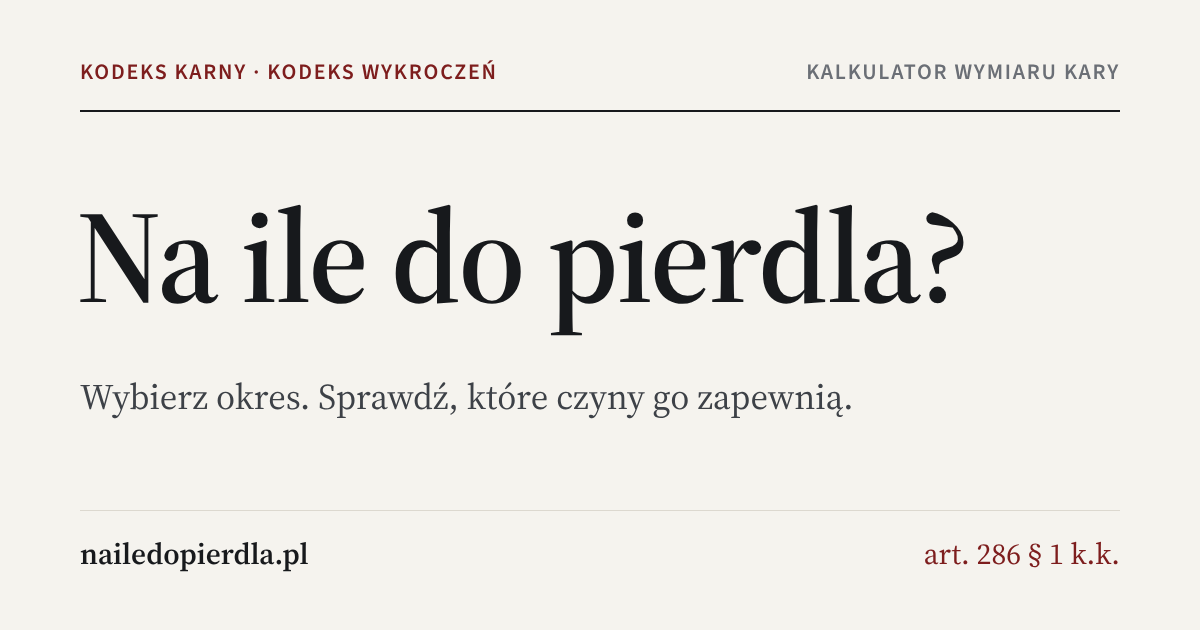 KODEKS KARNY · KODEKS WYKROCZEŃ
KALKULATOR WYMIARU KARY
Na ile do pierdla?
Wybierz okres. Sprawdź, które czyny go zapewnią.
nailedopierdla.pl
art. 286 § 1 k.k.